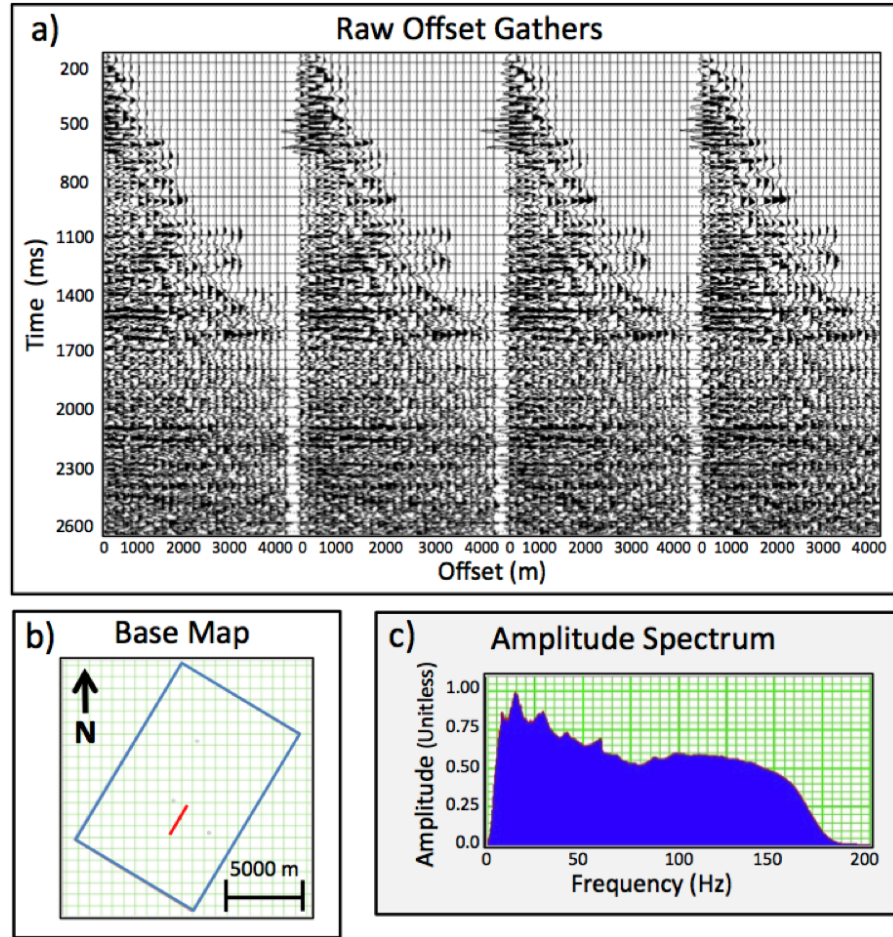 a) Raw Offset Gathers
200
500
800
1100
1400
1700
2000
2300
2600
Time (ms)
0 1000 2000 3000 4000 0 1000 2000 3000 4000 0 1000 2000 3000 4000 0 1000 2000 3000 4000
Offset (m)
b) Base Map
N
5000 m
c) Amplitude Spectrum
Amplitude (Unitless)
1.00
0.75
0.50
0.25
0.0
0 50 100 150 200
Frequency (Hz)